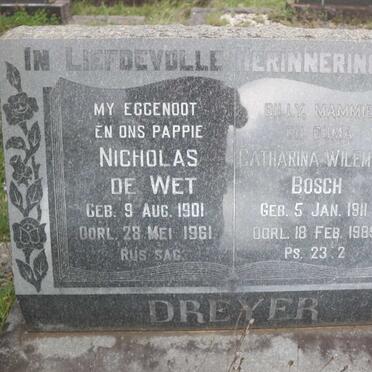 IN LIEFDEVOLLE HERINNERING
MY EGGENOOT
EN ONS PAPPIE
NICHOLAS
DE WET
GEB. 9 AUG. 1901
OORL. 28 MEI 1961
RUS SAG.
MAMMIE
EN OUMA
CATHARINA WILEM
BOSCH
GEB. 5 JAN. 1911
OORL. 18 FEB. 1989
PS. 23 2
DREYER